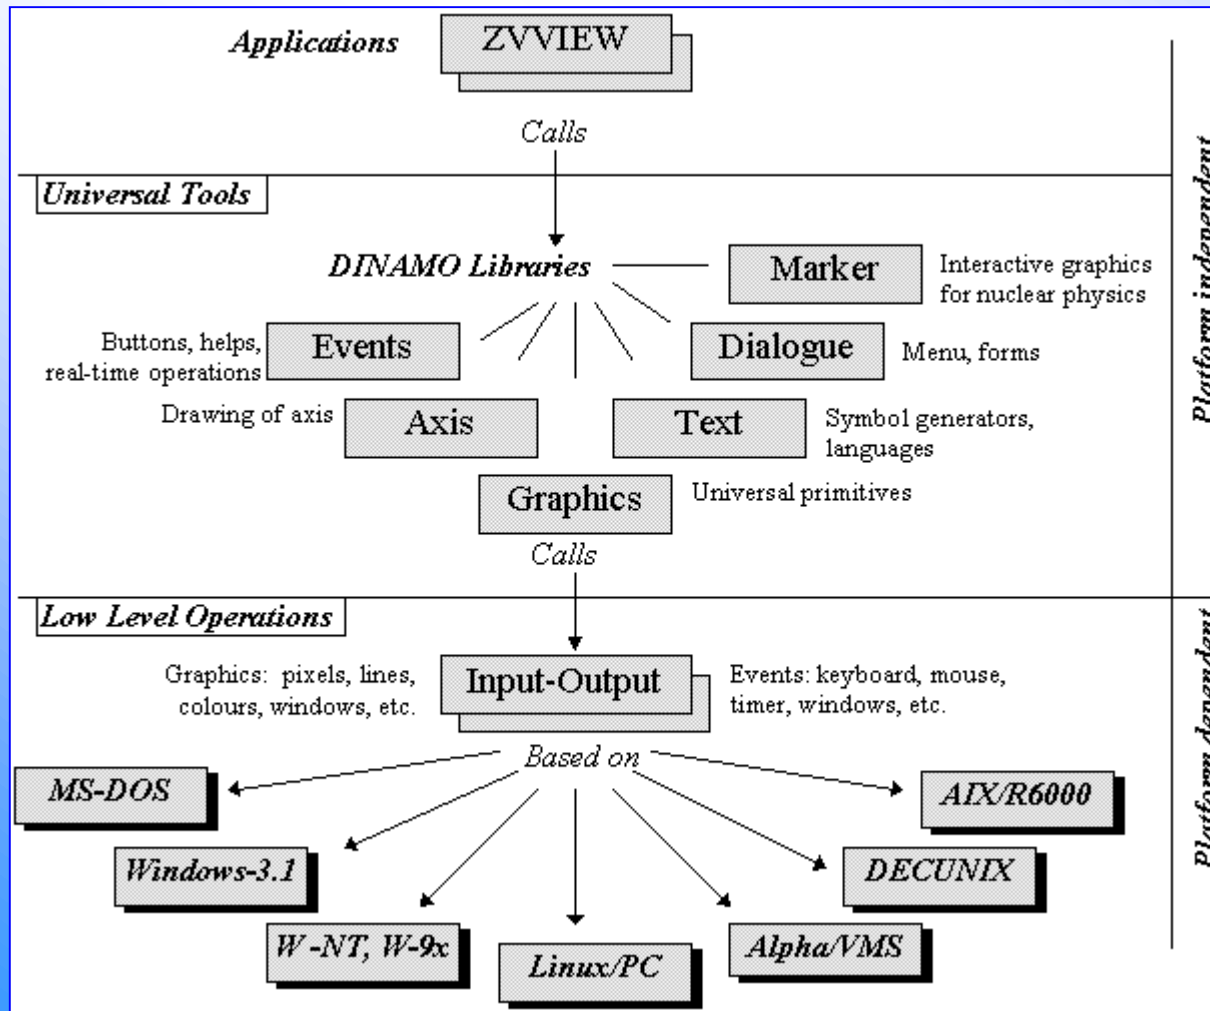 Applications
ZVVIEW
Calls
Universal Tools
DINAMO Libraries
Marker
Interactive graphics
for nuclear physics
Buttons, helps,
real-time operations
Events
Dialogue
Menu, forms
Drawing of axis
Axis
Text
Symbol generators,
languages
Graphics
Universal primitives
Calls
Platform independent
Low Level Operations
Graphics: pixels, lines,
colours, windows, etc.
Input-Output
Events: keyboard, mouse,
timer, windows, etc.
Based on
MS-DOS
AIX/R6000
Windows-3.1
DECUNIX
W-NT, W-9x
Linux/PC
Alpha/VMS
Platform dependent